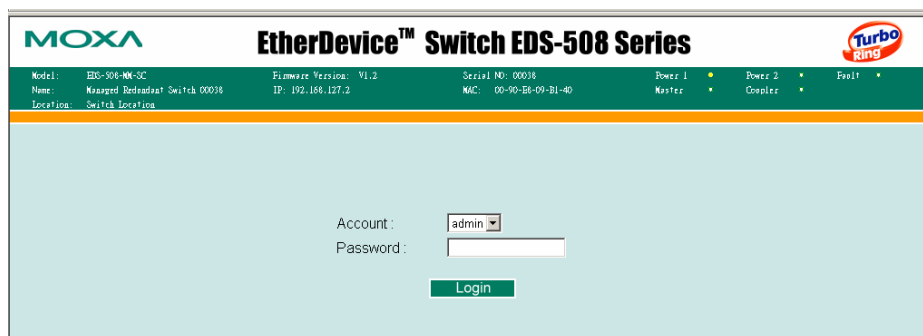 MOXA EtherDevice™ Switch EDS-508 Series Turbo Ring
Model: EDS-508-MM-SC Firmware Version: V1.2 Serial NO: 00038 Power 1 Power 2 Fault
Name: Managed Redundant Switch 00038 IP: 192.168.127.2 MAC: 00-90-E8-09-B1-40 Master Coupler
Location: Switch Location
Account : admin
Password :
Login